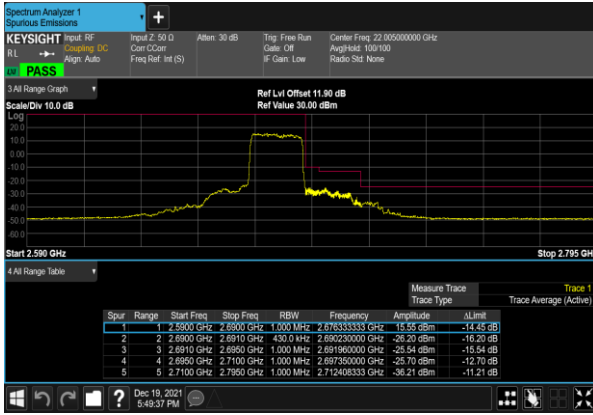 Spectrum Analyzer 1
Spurious Emissions
+
KEYSIGHT Input: RF Input Z: 50 Ω Atten: 30 dB Trig: Free Run Center Freq: 22.005000000 GHz
R L Coupling: DC Corr CCorr Gate: Off Avg|Hold: 100/100
Align: Auto Freq Ref: Int (S) IF Gain: Low Radio Std: None
PASS
3 All Range Graph
Ref Lvl Offset 11.90 dB
Scale/Div 10.0 dB Ref Value 30.00 dBm
Log
20.0
10.0
0.00
-10.0
-20.0
-30.0
-40.0
-50.0
-60.0
Start 2.590 GHz Stop 2.795 GH
4 All Range Table
Measure Trace Trace 1
Trace Type Trace Average (Active)
Spur Range Start Freq Stop Freq RBW Frequency Amplitude ΔLimit
1 1 2.5900 GHz 2.6900 GHz 1.000 MHz 2.676333333 GHz 15.55 dBm -14.45 dB
2 2 2.6900 GHz 2.6910 GHz 430.0 kHz 2.690230000 GHz -26.20 dBm -16.20 dB
3 3 2.6910 GHz 2.6950 GHz 1.000 MHz 2.691960000 GHz -25.54 dBm -15.54 dB
4 4 2.6950 GHz 2.7100 GHz 1.000 MHz 2.697350000 GHz -25.70 dBm -12.70 dB
5 5 2.7100 GHz 2.7950 GHz 1.000 MHz 2.712408333 GHz -36.21 dBm -11.21 dB
? Dec 19, 2021
5:49:37 PM